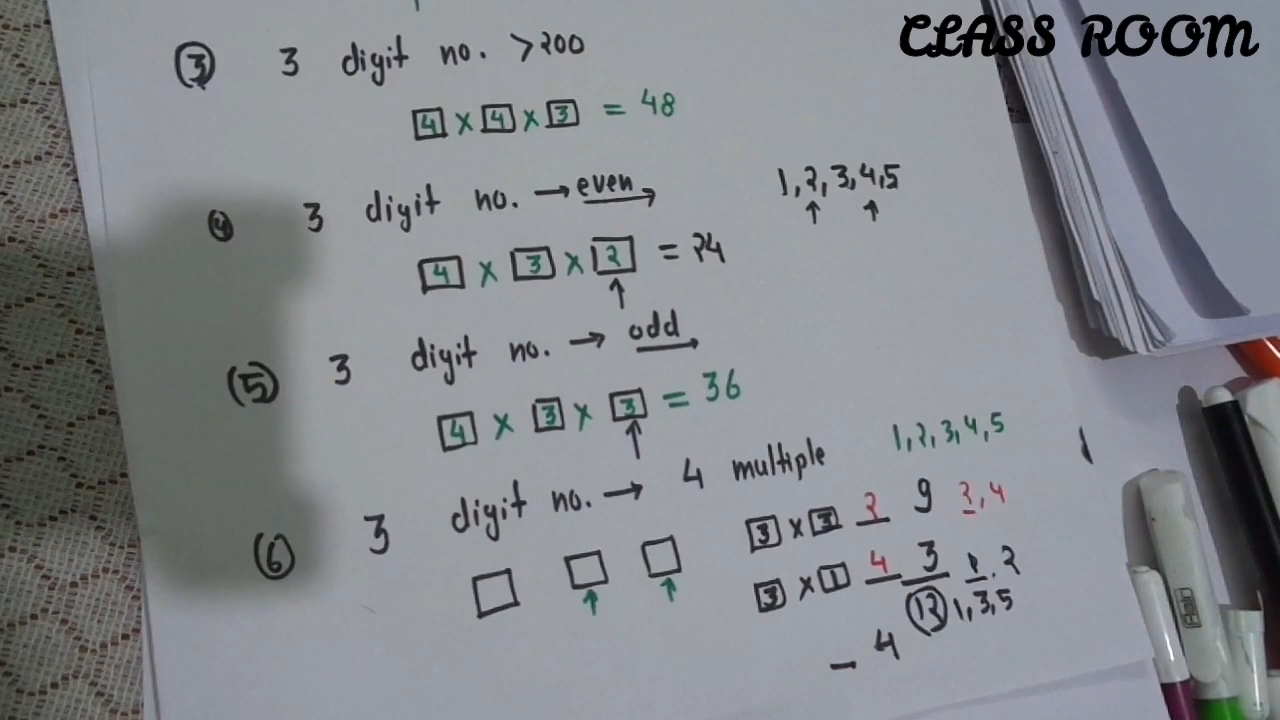 CLASS ROOM
(3) 3 digit no. >200
4 × 4 × 3 = 48
(4) 3 digit no. → even
1,2,3,4,5
4 × 3 × 2 = 24
(5) 3 digit no. → odd
4 × 3 × 3 = 36
(6) 3 digit no. → 4 multiple
1,2,3,4,5
3 × 3 2 9 2,4
3 × 1 4 3 2
12 1,3,5
_ 4